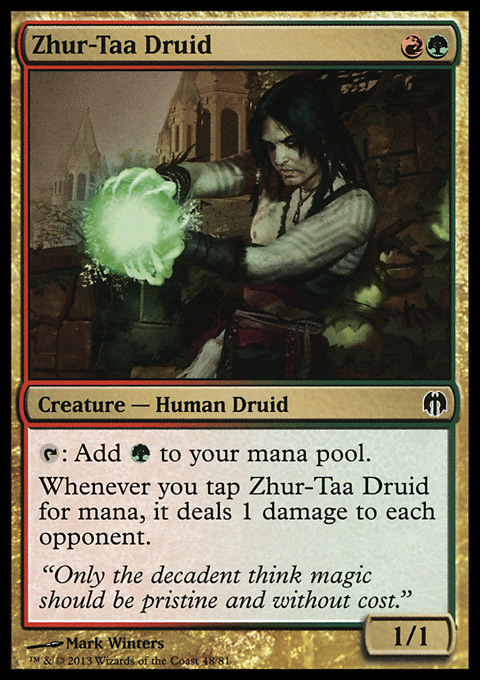 Zhur-Taa Druid
Creature — Human Druid
: Add to your mana pool.
Whenever you tap Zhur-Taa Druid
for mana, it deals 1 damage to each
opponent.
“Only the decadent think magic
should be pristine and without cost.”
Mark Winters
1/1
™ & © 2013 Wizards of the Coast 48/81